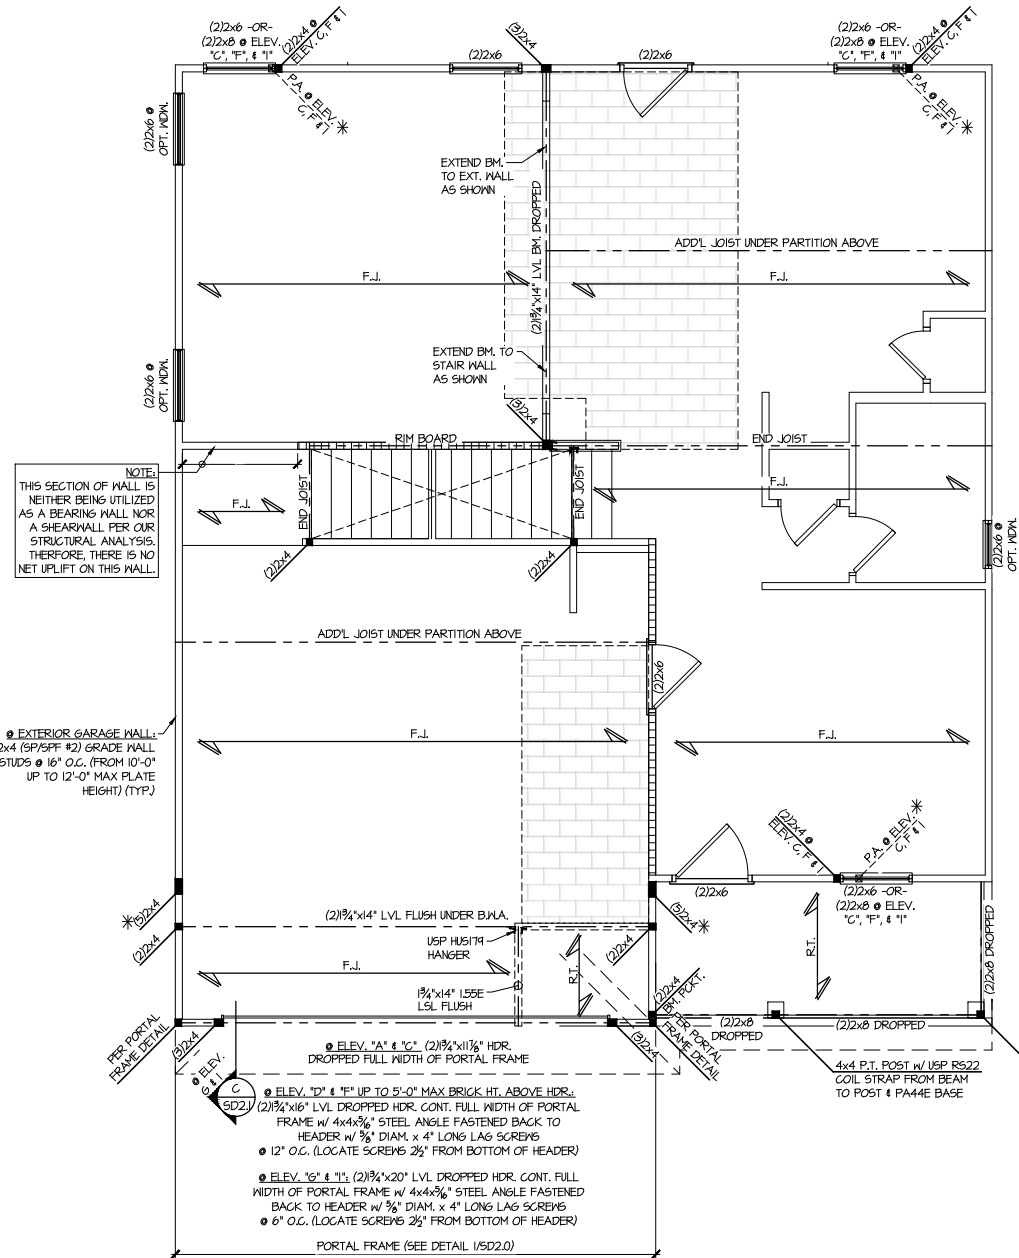 (2)2x6 -OR-
(2)2x8 @ ELEV.
"C", "F", & "I"
(2)2x4 @
ELEV. C, F & I
P.A. @ ELEV.
C, F & I
*
(3)2x4
(2)2x6
(2)2x6
(2)2x6 -OR-
(2)2x8 @ ELEV.
"C", "F", & "I"
(2)2x4 @
ELEV. C, F & I
P.A. @ ELEV.
C, F & I
*
(2)2x6 @
OPT. WDW.
EXTEND BM.
TO EXT. WALL
AS SHOWN
(2)1¾"x14" LVL BM. DROPPED
ADD'L JOIST UNDER PARTITION ABOVE
F.J.
F.J.
EXTEND BM. TO
STAIR WALL
AS SHOWN
(2)2x6 @
OPT. WDW.
(3)2x4
RIM BOARD
END JOIST
NOTE:
THIS SECTION OF WALL IS
NEITHER BEING UTILIZED
AS A BEARING WALL NOR
A SHEARWALL PER OUR
STRUCTURAL ANALYSIS.
THERFORE, THERE IS NO
NET UPLIFT ON THIS WALL.
F.J.
END JOIST
END JOIST
F.J.
(2)2x6 @
OPT. WDW.
(2)2x4
(2)2x4
ADD'L JOIST UNDER PARTITION ABOVE
(2)2x6
@ EXTERIOR GARAGE WALL:
2x4 (SP/SPF #2) GRADE WALL
STUDS @ 16" O.C. (FROM 10'-0"
UP TO 12'-0" MAX PLATE
HEIGHT) (TYP.)
F.J.
F.J.
(2)2x4 @
ELEV. C, F & I
P.A. @ ELEV.
C, F & I
*
(2)2x6
(2)2x6 -OR-
(2)2x8 @ ELEV.
"C", "F", & "I"
*(5)2x4
(2)2x4
(2)1¾"x14" LVL FLUSH UNDER B.W.A.
(5)2x4*
(2)2x4
USP HUS179
HANGER
F.J.
R.T.
R.T.
(2)2x8 DROPPED
1¾"x14" 1.55E
LSL FLUSH
(2)2x4
BM. PCKT.
PER PORTAL
FRAME DETAIL
(3)2x4
(3)2x4
PER PORTAL
FRAME DETAIL
(2)2x8
DROPPED
(2)2x8 DROPPED
@ ELEV. "A" & "C" (2)1¾"x11⅞" HDR.
DROPPED FULL WIDTH OF PORTAL FRAME
4x4 P.T. POST w/ USP RS22
COIL STRAP FROM BEAM
TO POST & PA44E BASE
@ ELEV.
G & I
C
SD2.1
@ ELEV. "D" & "F" UP TO 5'-0" MAX BRICK HT. ABOVE HDR.:
(2)1¾"x16" LVL DROPPED HDR. CONT. FULL WIDTH OF PORTAL
FRAME w/ 4x4x5/16" STEEL ANGLE FASTENED BACK TO
HEADER w/ ⅝" DIAM. x 4" LONG LAG SCREWS
@ 12" O.C. (LOCATE SCREWS 2½" FROM BOTTOM OF HEADER)
@ ELEV. "G" & "I": (2)1¾"x20" LVL DROPPED HDR. CONT. FULL
WIDTH OF PORTAL FRAME w/ 4x4x5/16" STEEL ANGLE FASTENED
BACK TO HEADER w/ ⅝" DIAM. x 4" LONG LAG SCREWS
@ 6" O.C. (LOCATE SCREWS 2½" FROM BOTTOM OF HEADER)
PORTAL FRAME (SEE DETAIL 1/SD2.0)